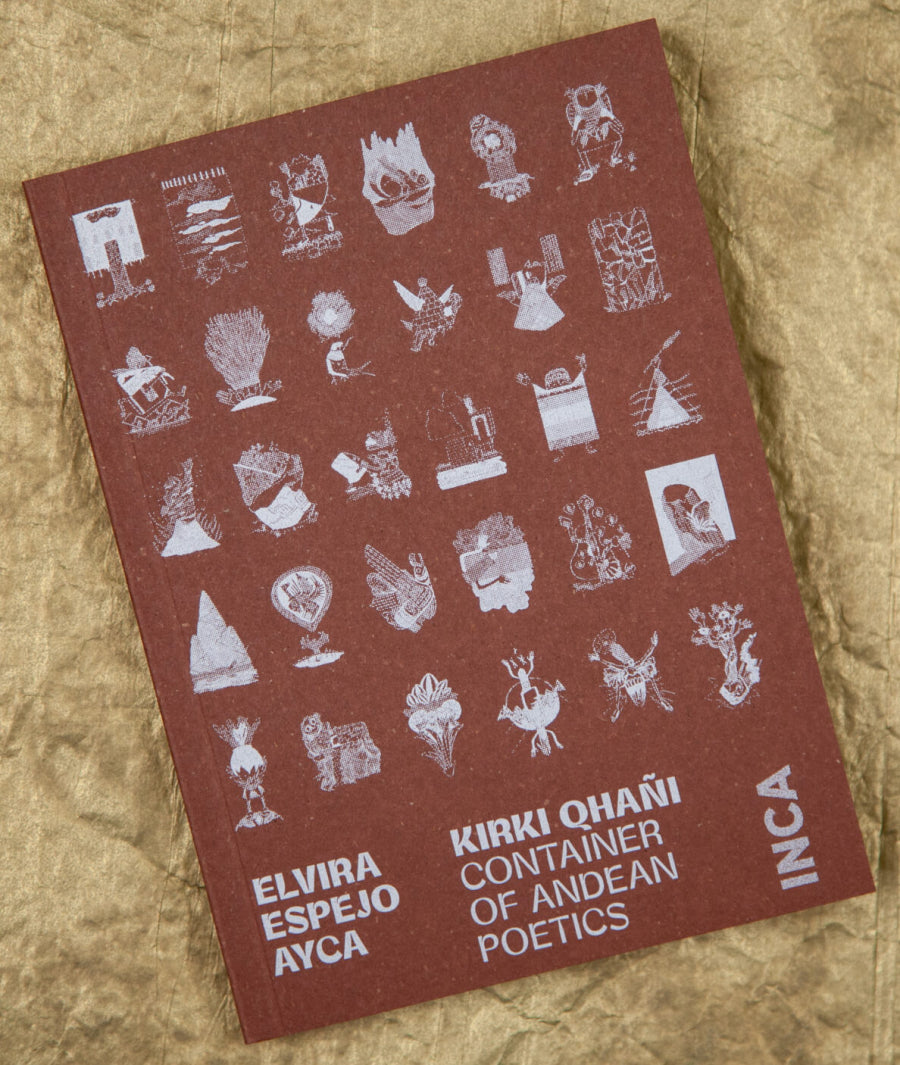 ELVIRA
ESPEJO
AYCA
KIRKI QHAÑI
CONTAINER
OF ANDEAN
POETICS
INCA